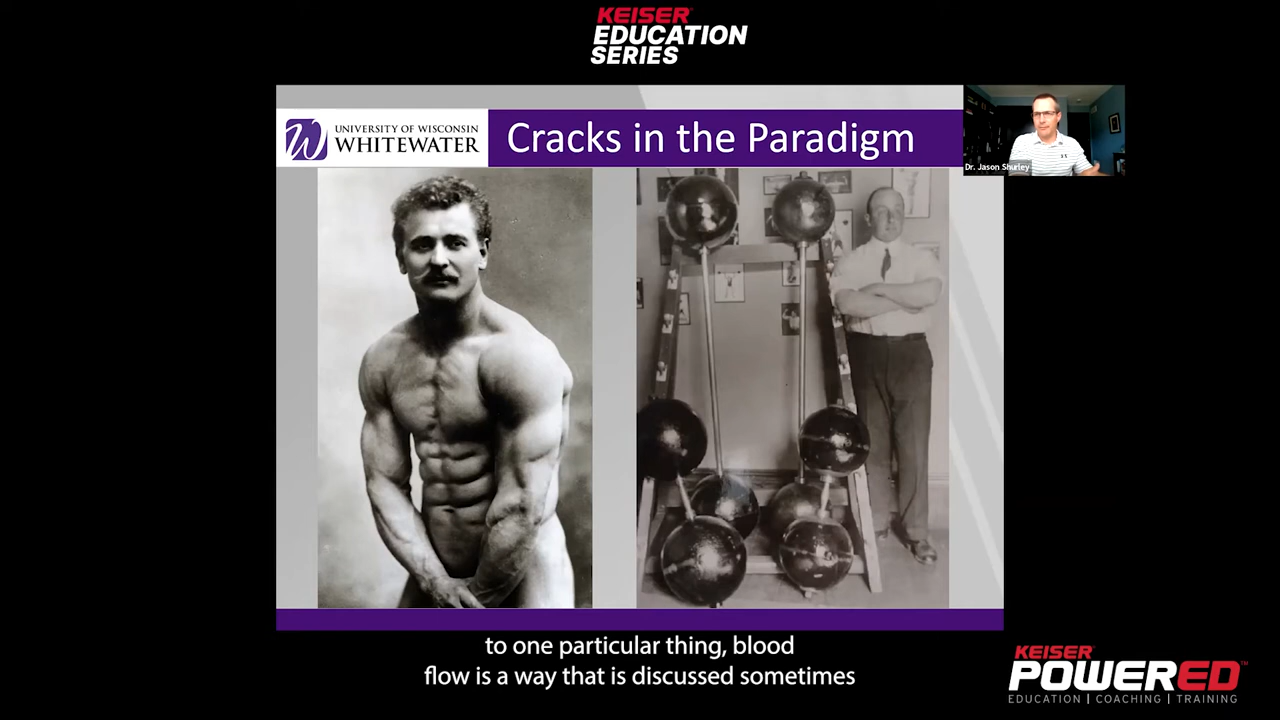 KEISER
EDUCATION
SERIES
UNIVERSITY OF WISCONSIN
WHITEWATER
Cracks in the Paradigm
Dr. Jason Shurley
to one particular thing, blood
flow is a way that is discussed sometimes
KEISER
POWERED™
EDUCATION | COACHING | TRAINING